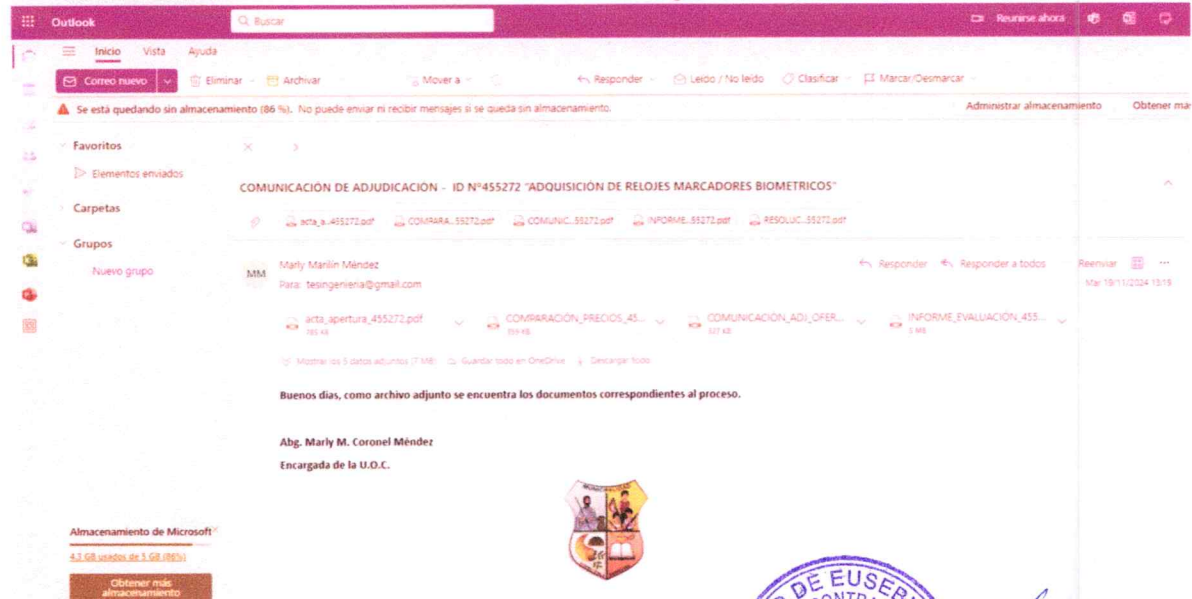 Outlook
Buscar
Reunirse ahora
Inicio Vista Ayuda
Correo nuevo Eliminar Archivar Mover a Responder Leído / No leído Clasificar Marcar/Desmarcar
Se está quedando sin almacenamiento (86 %). No puede enviar ni recibir mensajes si se queda sin almacenamiento. Administrar almacenamiento Obtener más
Favoritos
Elementos enviados
Carpetas
Grupos
Nuevo grupo
COMUNICACIÓN DE ADJUDICACIÓN - ID Nº455272 "ADQUISICIÓN DE RELOJES MARCADORES BIOMETRICOS"
acta_a...455272.pdf COMPARA...55272.pdf COMUNIC...55272.pdf INFORME...55272.pdf RESOLUC...55272.pdf
MM
Marly Marilin Méndez
Responder Responder a todos Reenviar
Para: tesingenieria@gmail.com
Mar 19/11/2024 13:19
acta_apertura_455272.pdf
COMPARACIÓN_PRECIOS_45...
COMUNICACIÓN_ADJ_OFER...
INFORME_EVALUACIÓN_455...
Mostrar los 5 datos adjuntos (7 MB) Guardar todo en OneDrive Descargar todo
Buenos días, como archivo adjunto se encuentra los documentos correspondientes al proceso.
Abg. Marly M. Coronel Méndez
Encargada de la U.O.C.
MUNICIPALIDAD
Almacenamiento de Microsoft
4,3 GB usados de 5 GB (86%)
Obtener más
almacenamiento
DE EUSEB
CONTRA